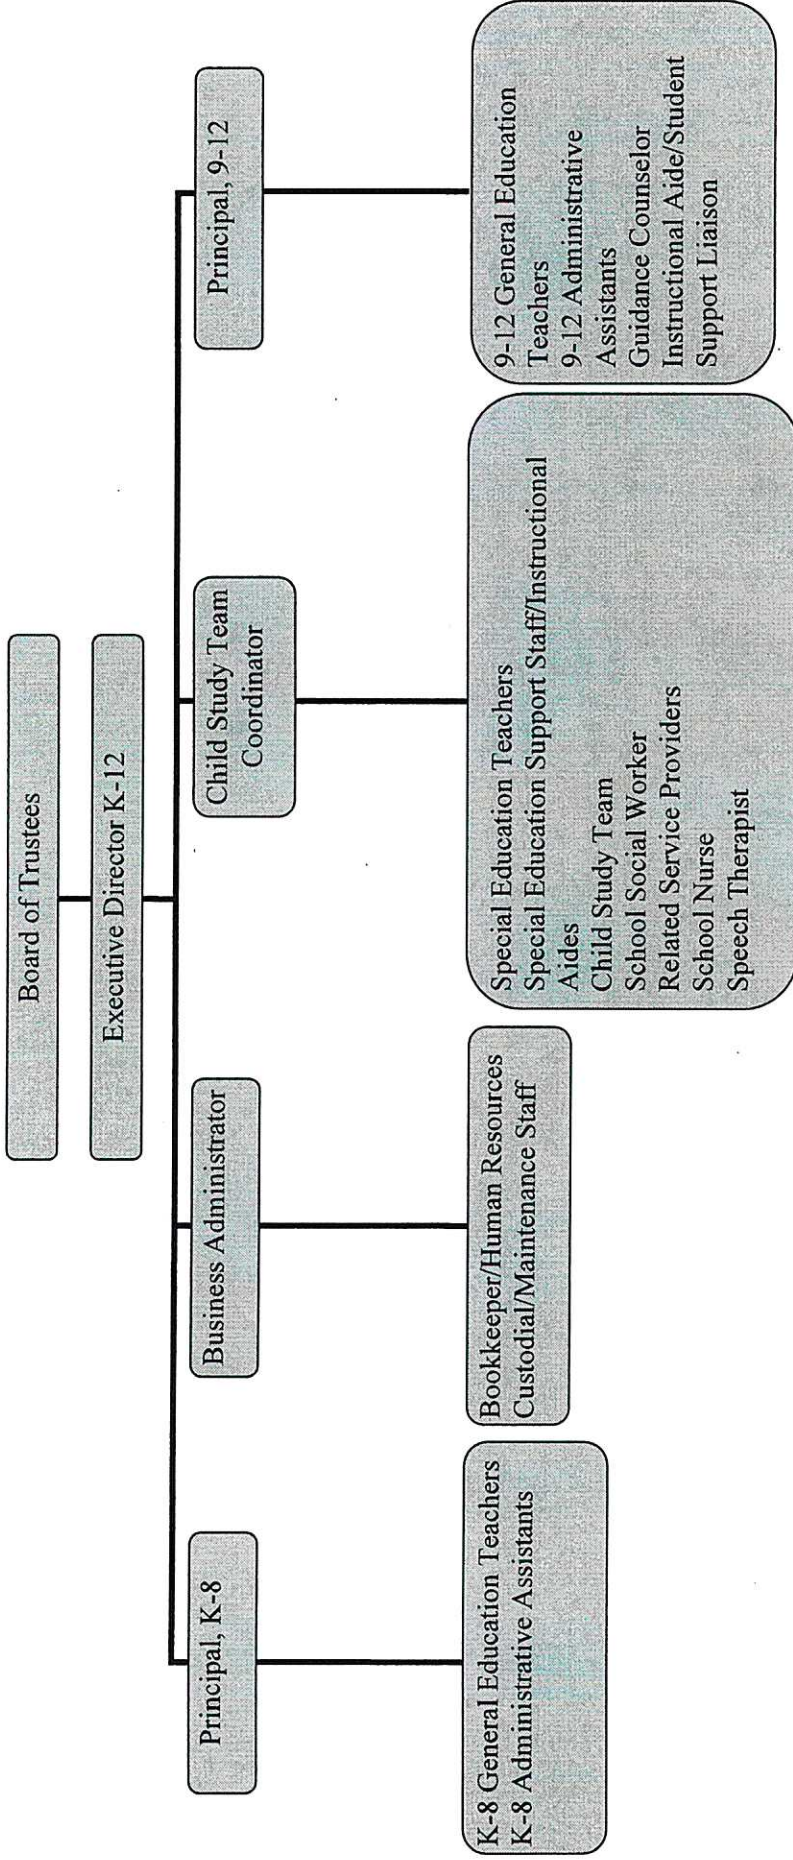 Board of Trustees
Executive Director K-12
Principal, K-8
Business Administrator
Child Study Team
Coordinator
Principal, 9-12
K-8 General Education Teachers
K-8 Administrative Assistants
Bookkeeper/Human Resources
Custodial/Maintenance Staff
Special Education Teachers
Special Education Support Staff/Instructional
Aides
Child Study Team
School Social Worker
Related Service Providers
School Nurse
Speech Therapist
9-12 General Education
Teachers
9-12 Administrative
Assistants
Guidance Counselor
Instructional Aide/Student
Support Liaison